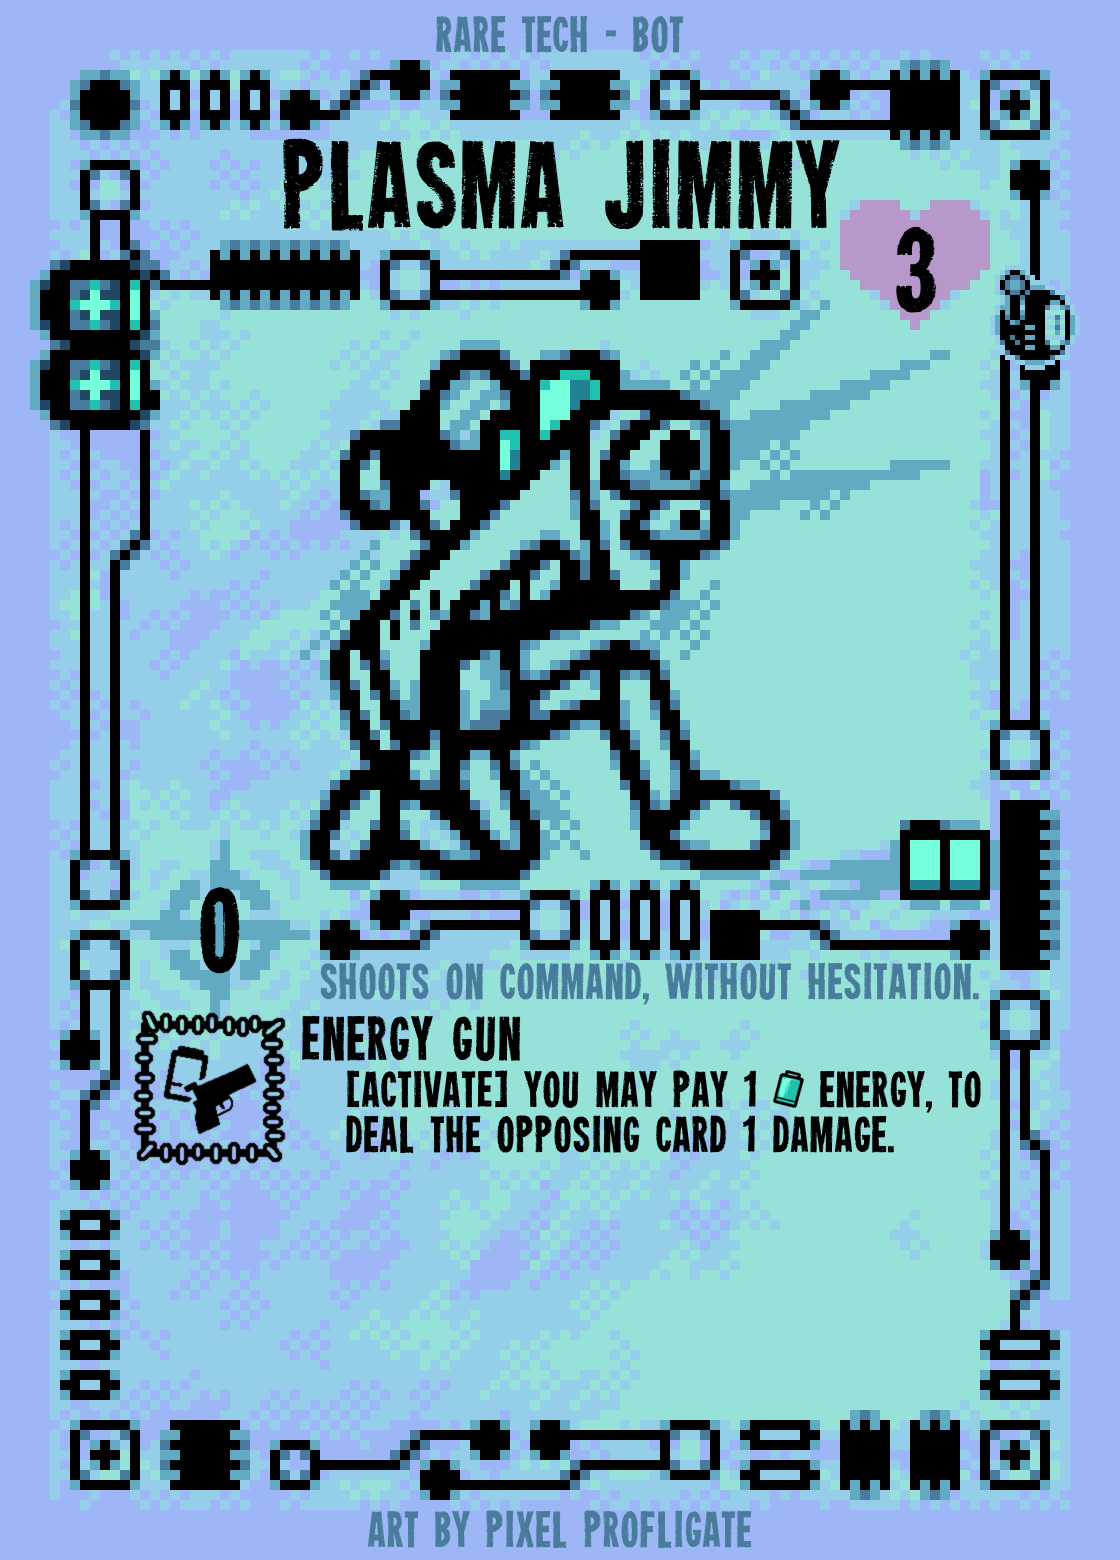 RARE TECH - BOT
PLASMA JIMMY
3
0
SHOOTS ON COMMAND, WITHOUT HESITATION.
ENERGY GUN
[ACTIVATE] YOU MAY PAY 1 ENERGY, TO
DEAL THE OPPOSING CARD 1 DAMAGE.
ART BY PIXEL PROFLIGATE